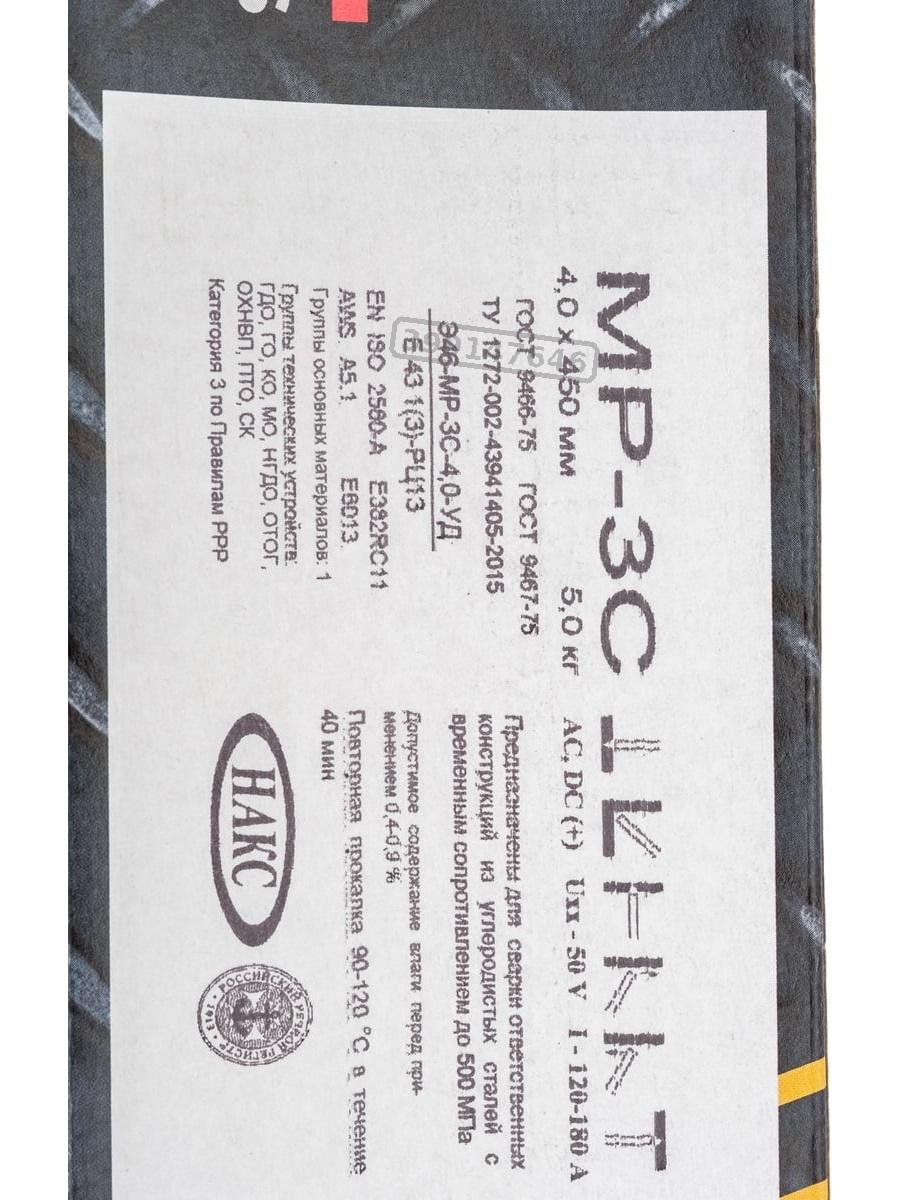 МР-3С
4,0 x 450 мм 5,0 кг
AC, DC (+) Uxx - 50 V I - 120-180 A
ГОСТ 9466-75 ГОСТ 9467-75
ТУ 1272-002-43941405-2015
Э46-МР-3С-4,0-УД
Е 43 1(3)-РЦ13
EN ISO 2560-A E382RC11
AWS A5.1 E6013
Группы основных материалов: 1
Группы технических устройств:
ГДО, ГО, КО, МО, НГДО, ОТОГ,
ОХНВП, ПТО, СК
Категория 3 по Правилам РРР
Предназначены для сварки ответственных
конструкций из углеродистых сталей с
временным сопротивлением до 500 МПа
Допустимое содержание влаги перед при-
менением 0,4-0,9 %
Повторная прокалка 90-120 °С в течение
40 мин
НАКС
РОССИЙСКИЙ РЕЧНОЙ РЕГИСТР · 1913 ·